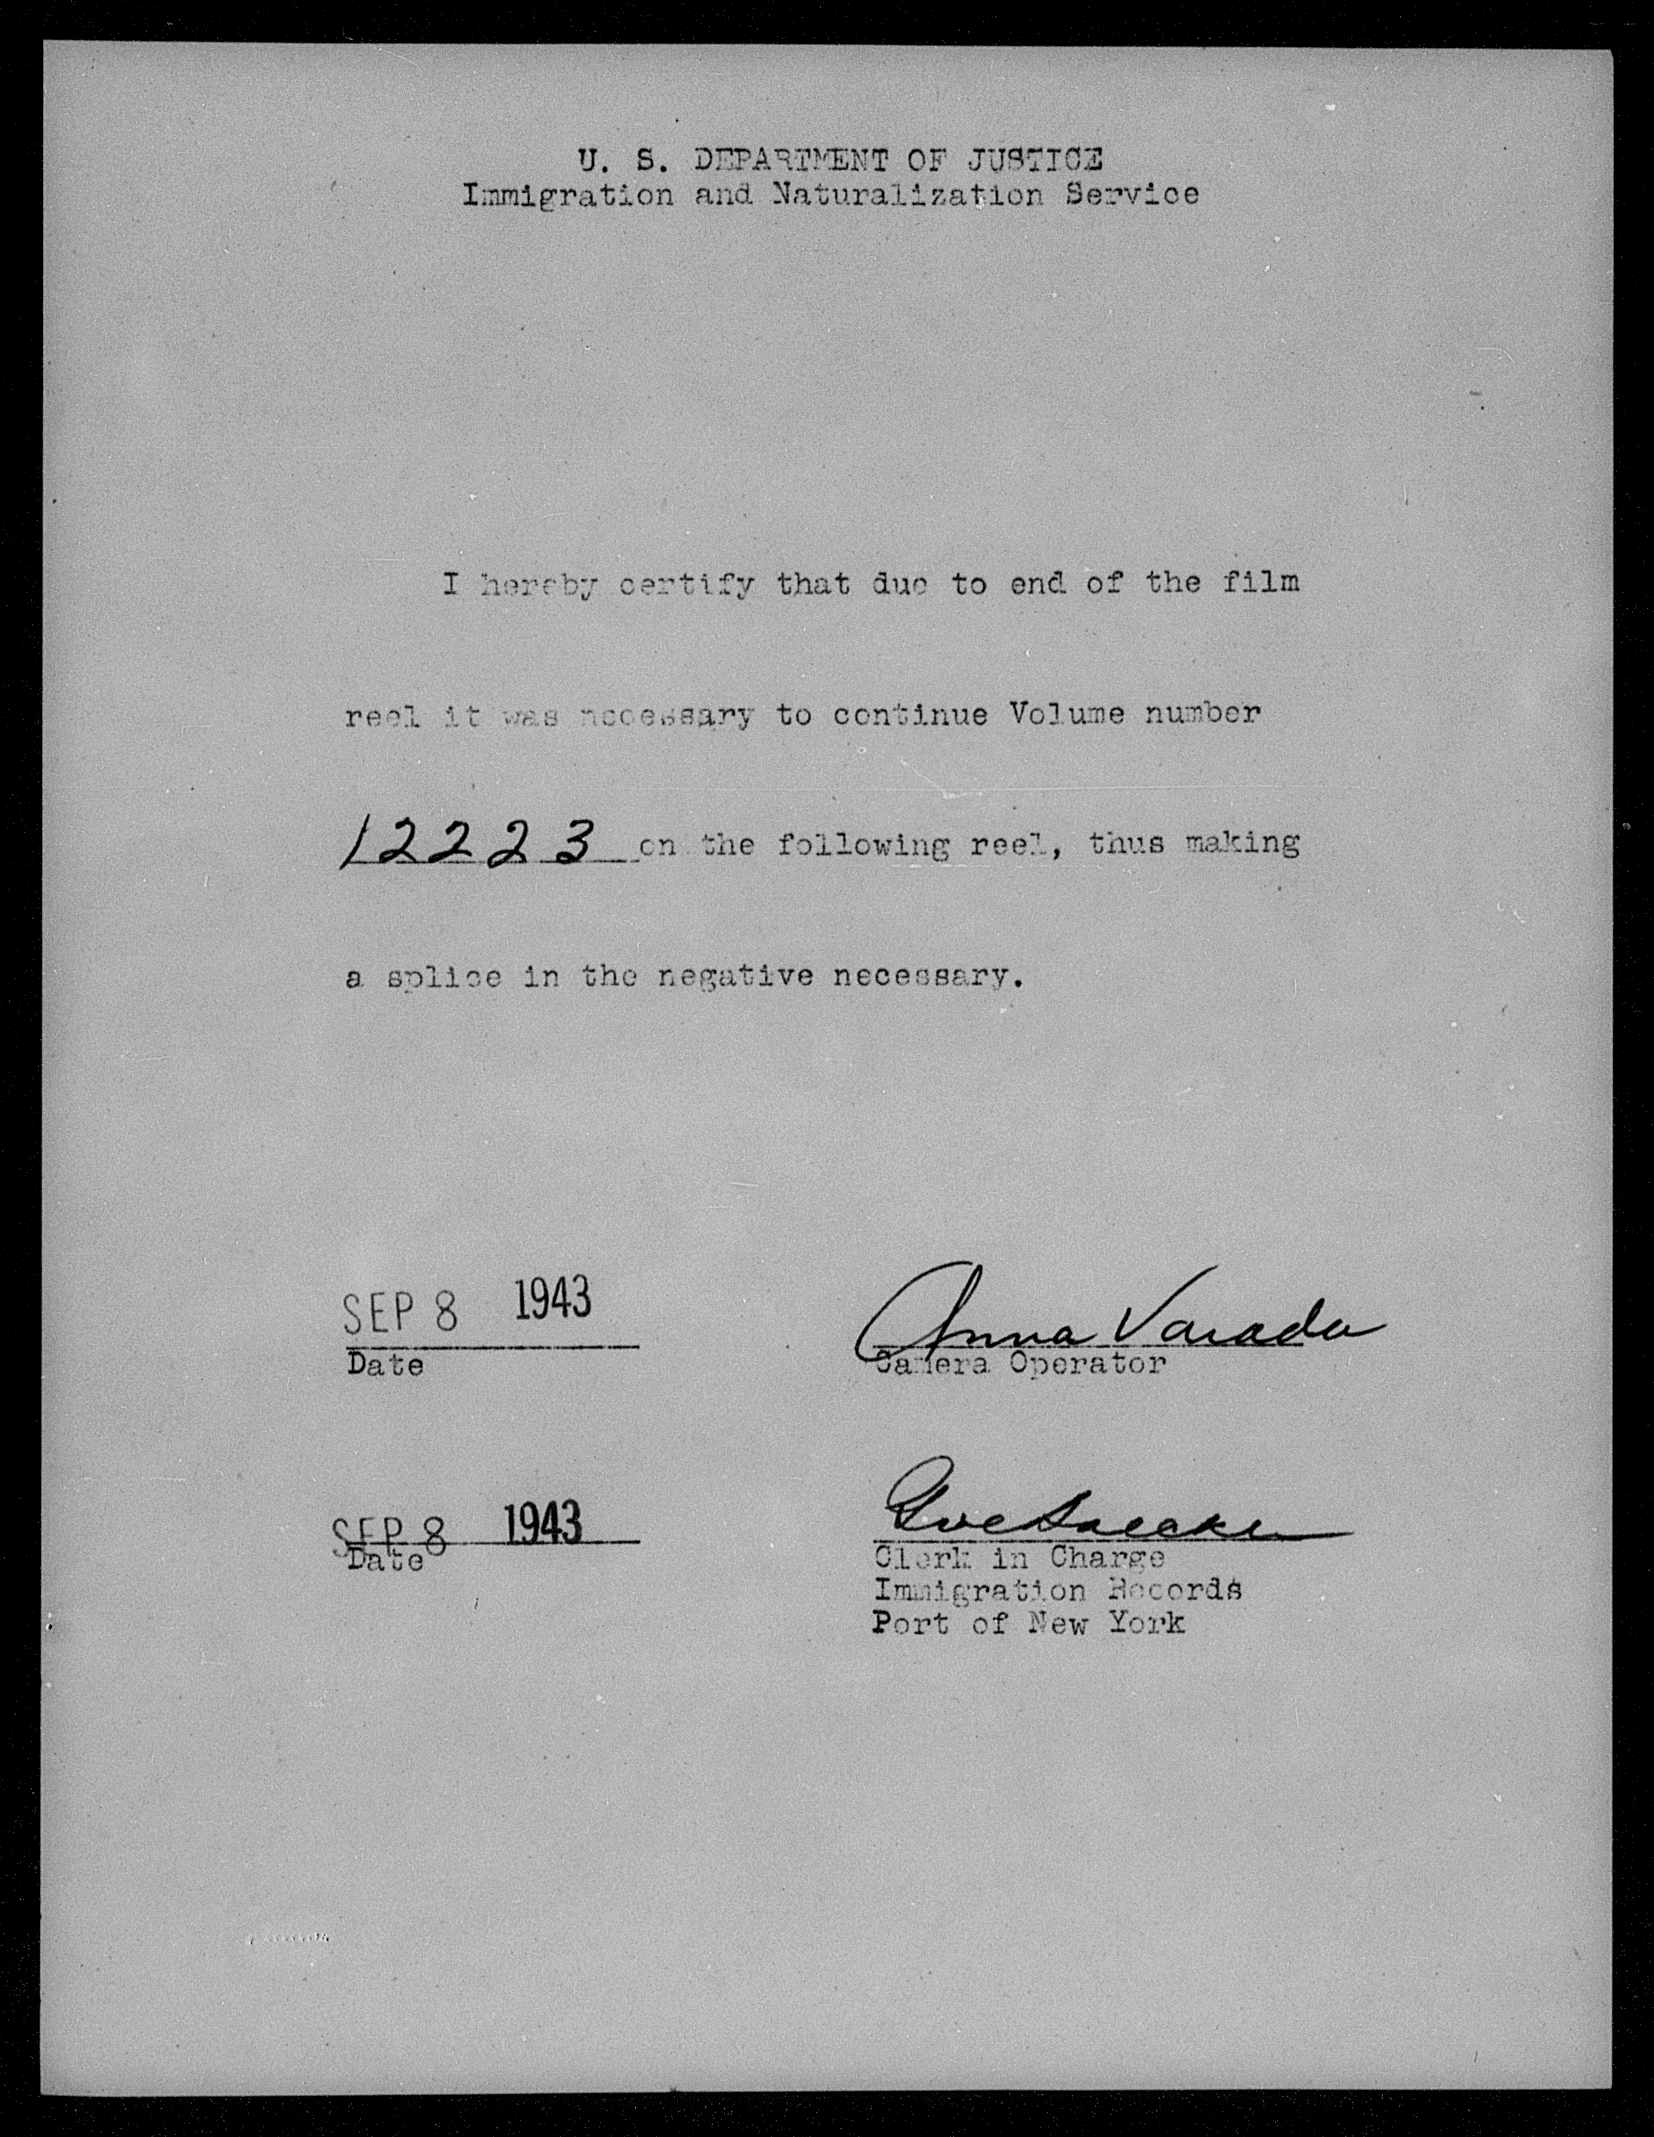 U. S. DEPARTMENT OF JUSTICE
Immigration and Naturalization Service
I hereby certify that due to end of the film
reel it was necessary to continue Volume number
12223 on the following reel, thus making
a splice in the negative necessary.
SEP 8 1943
Date
Anna Varada
Camera Operator
SEP 8 1943
Date
Clerk in Charge
Immigration Records
Port of New York